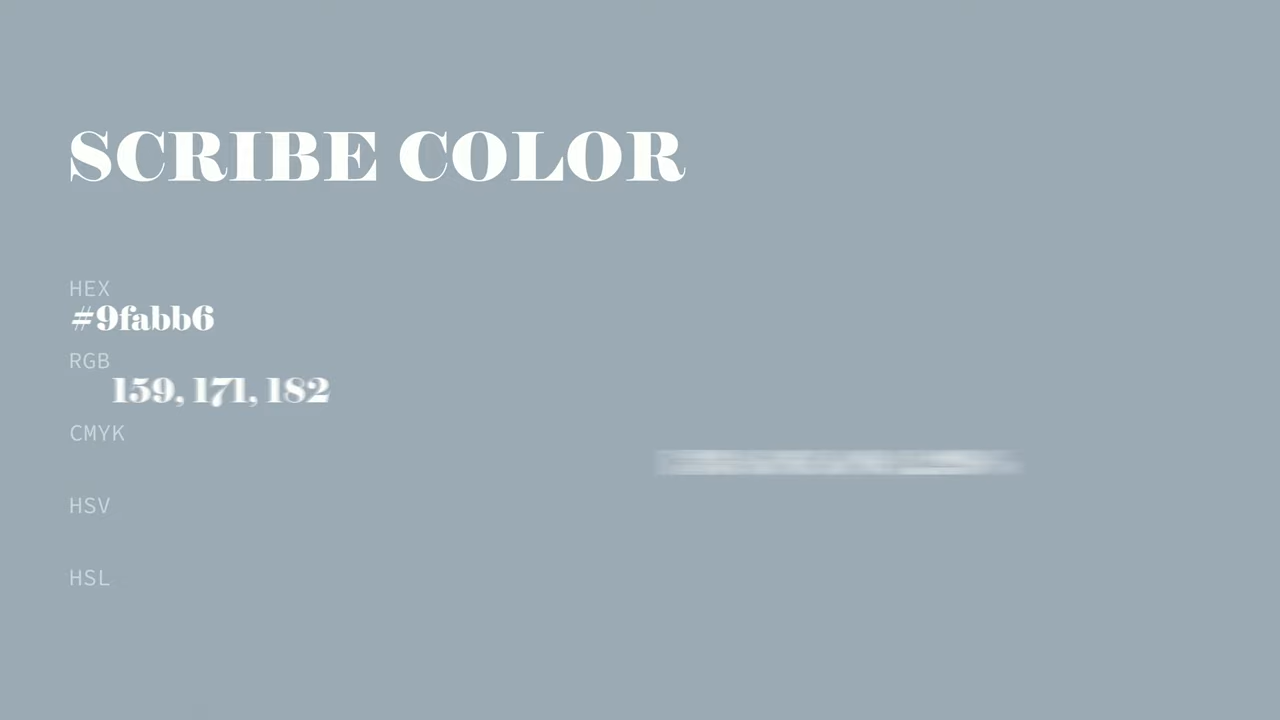 SCRIBE COLOR
HEX
#9fabb6
RGB
159, 171, 182
CMYK
HSV
HSL